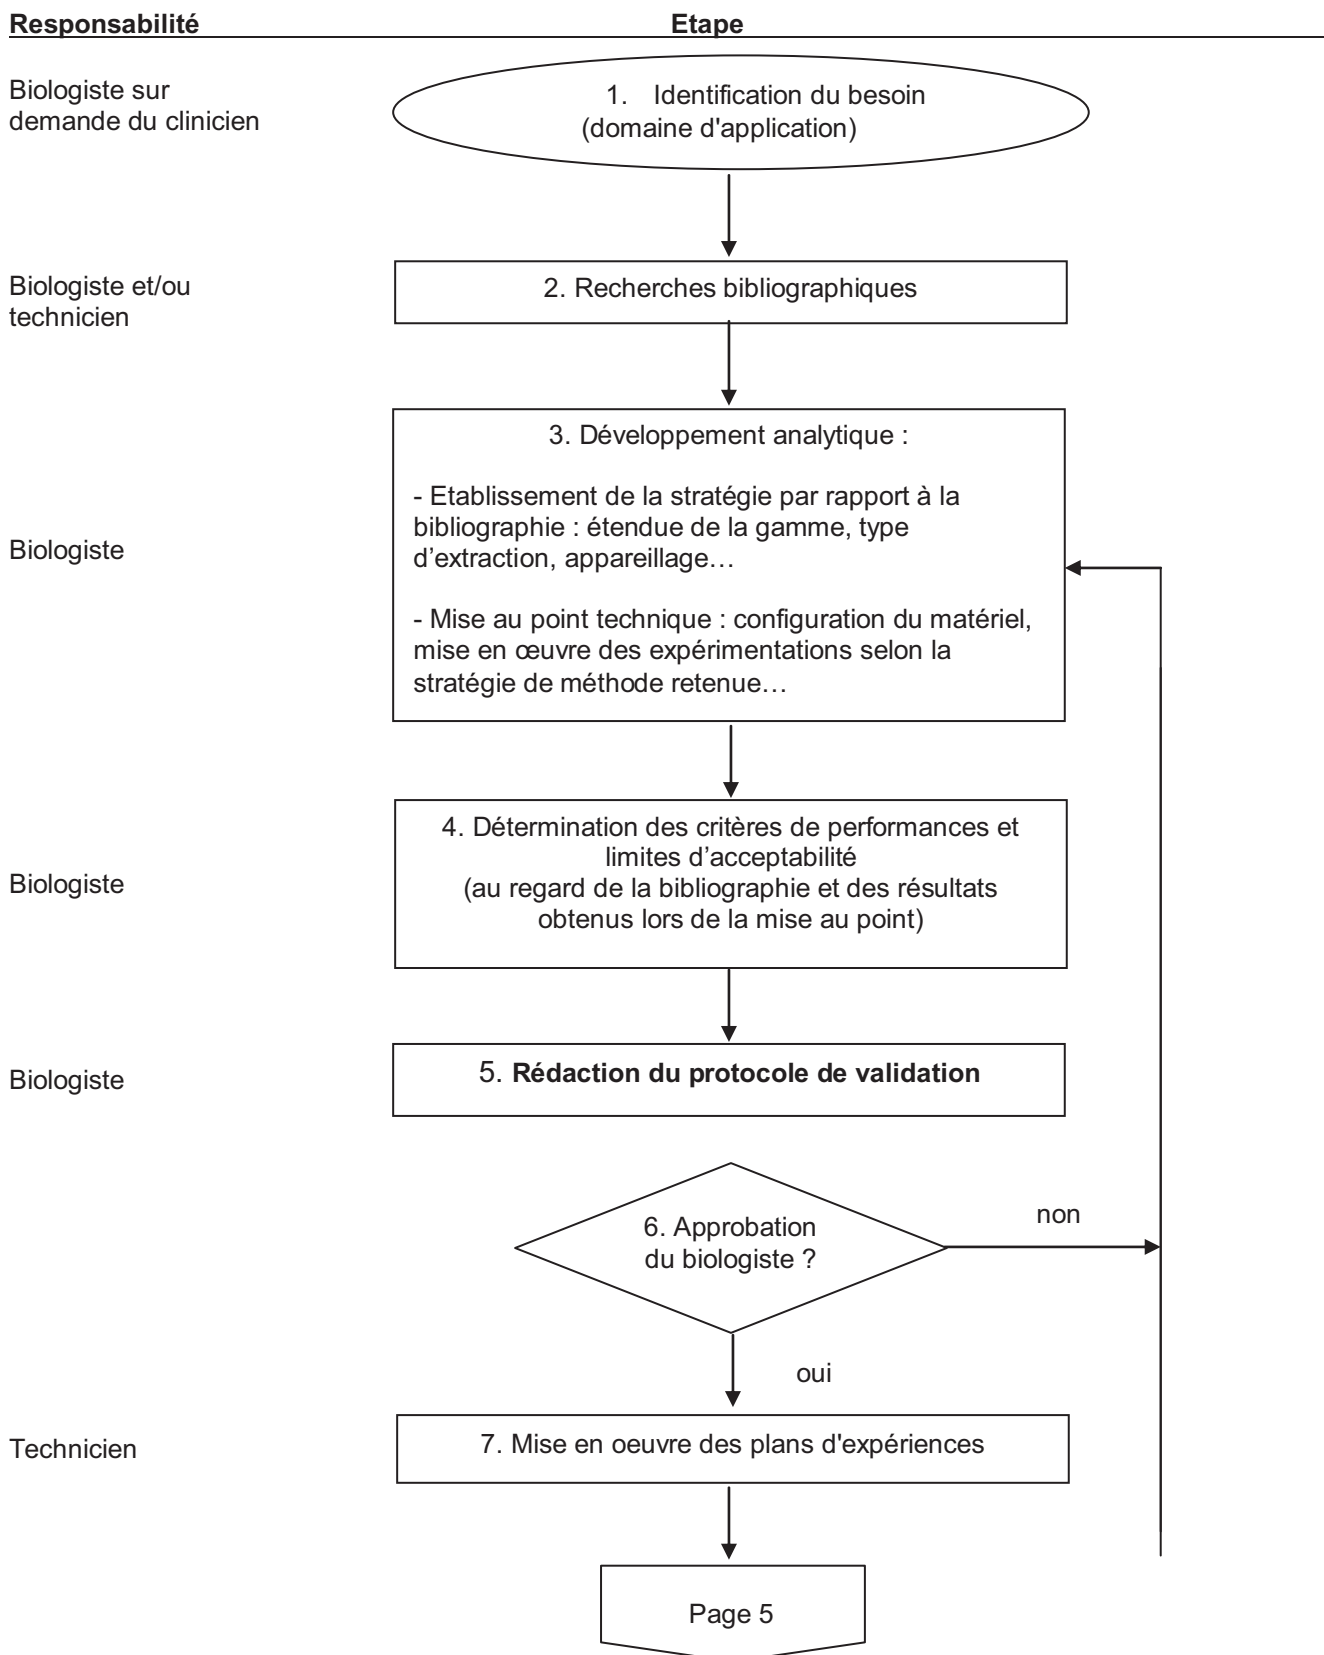 Responsabilité Etape
Biologiste sur
demande du clinicien
1. Identification du besoin
(domaine d'application)
Biologiste et/ou
technicien
2. Recherches bibliographiques
3. Développement analytique :
- Etablissement de la stratégie par rapport à la
bibliographie : étendue de la gamme, type
d’extraction, appareillage…
Biologiste
- Mise au point technique : configuration du matériel,
mise en œuvre des expérimentations selon la
stratégie de méthode retenue…
4. Détermination des critères de performances et
limites d’acceptabilité
(au regard de la bibliographie et des résultats
obtenus lors de la mise au point)
Biologiste
Biologiste
5. Rédaction du protocole de validation
6. Approbation
du biologiste ?
non
oui
Technicien
7. Mise en oeuvre des plans d'expériences
Page 5